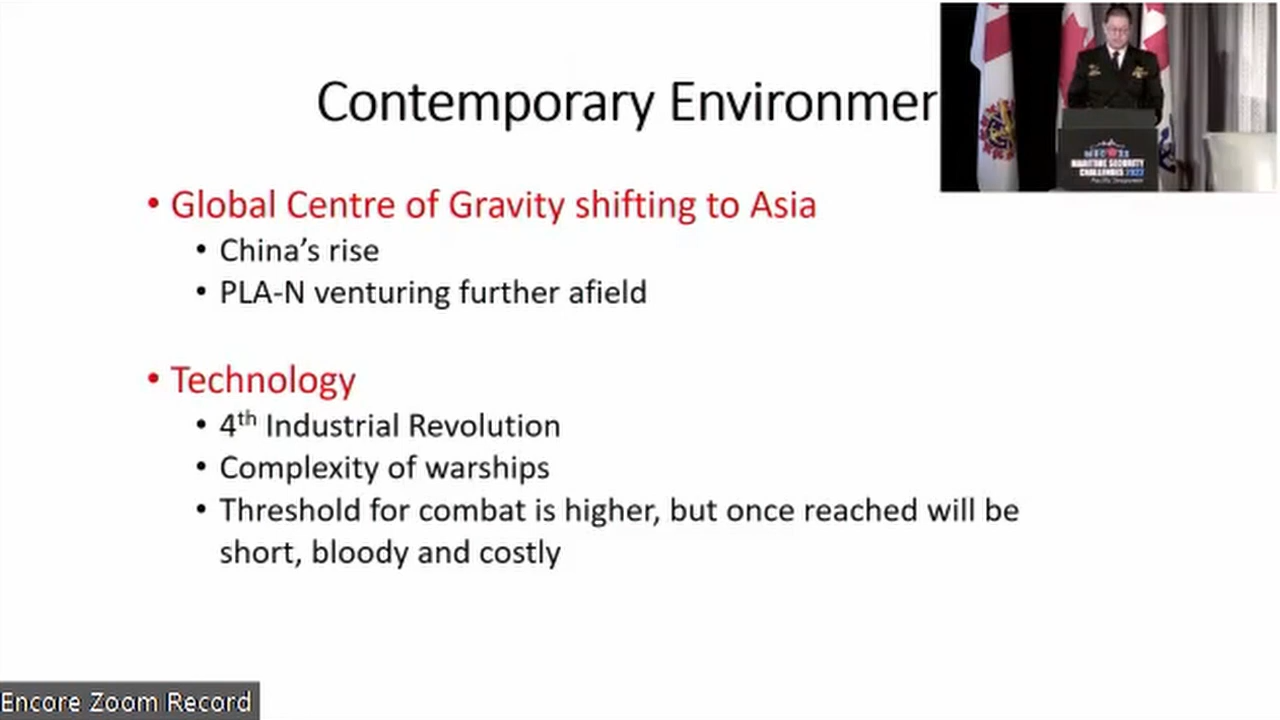 Contemporary Environmen
• Global Centre of Gravity shifting to Asia
• China’s rise
• PLA-N venturing further afield
• Technology
• 4th Industrial Revolution
• Complexity of warships
• Threshold for combat is higher, but once reached will be
short, bloody and costly
MARITIME SECURITY
CHALLENGES 2022
Encore Zoom Record